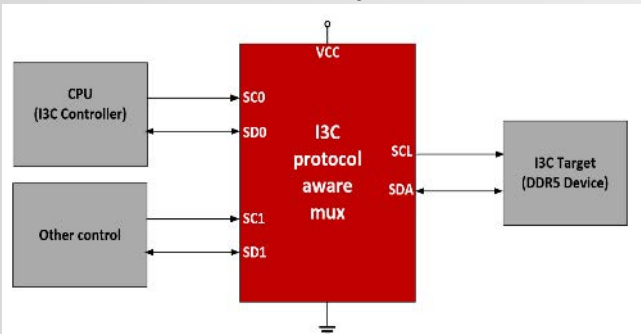 VCC
CPU
(I3C Controller)
SC0
SD0
I3C
protocol
aware
mux
SCL
SDA
I3C Target
(DDR5 Device)
Other control
SC1
SD1